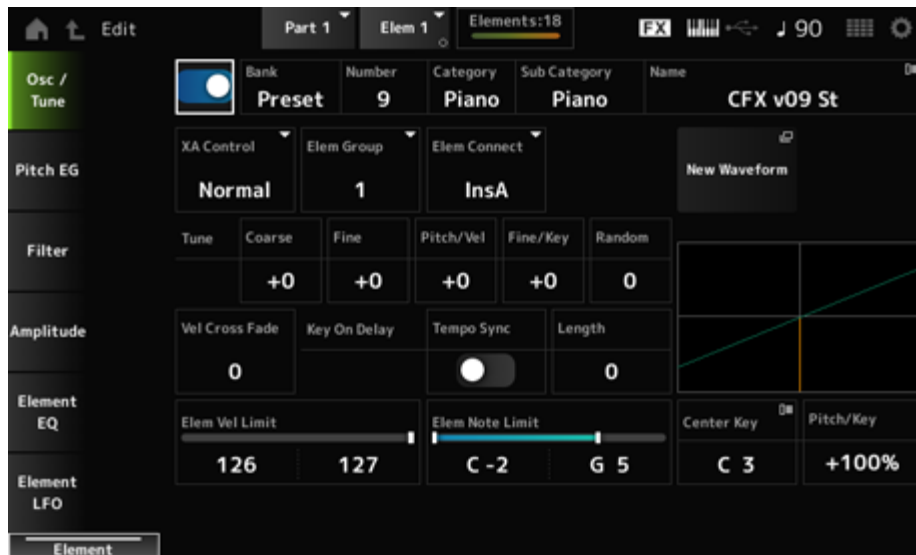 Edit
Part 1
Elem 1
Elements:18
FX
90
Osc /
Tune
Bank
Preset
Number
9
Category
Piano
Sub Category
Piano
Name
CFX v09 St
Pitch EG
XA Control
Normal
Elem Group
1
Elem Connect
InsA
New Waveform
Filter
Tune
Coarse
+0
Fine
+0
Pitch/Vel
+0
Fine/Key
+0
Random
0
Amplitude
Vel Cross Fade
0
Key On Delay
Tempo Sync
Length
0
Element
EQ
Elem Vel Limit
126
127
Elem Note Limit
C -2
G 5
Center Key
C 3
Pitch/Key
+100%
Element
LFO
Element